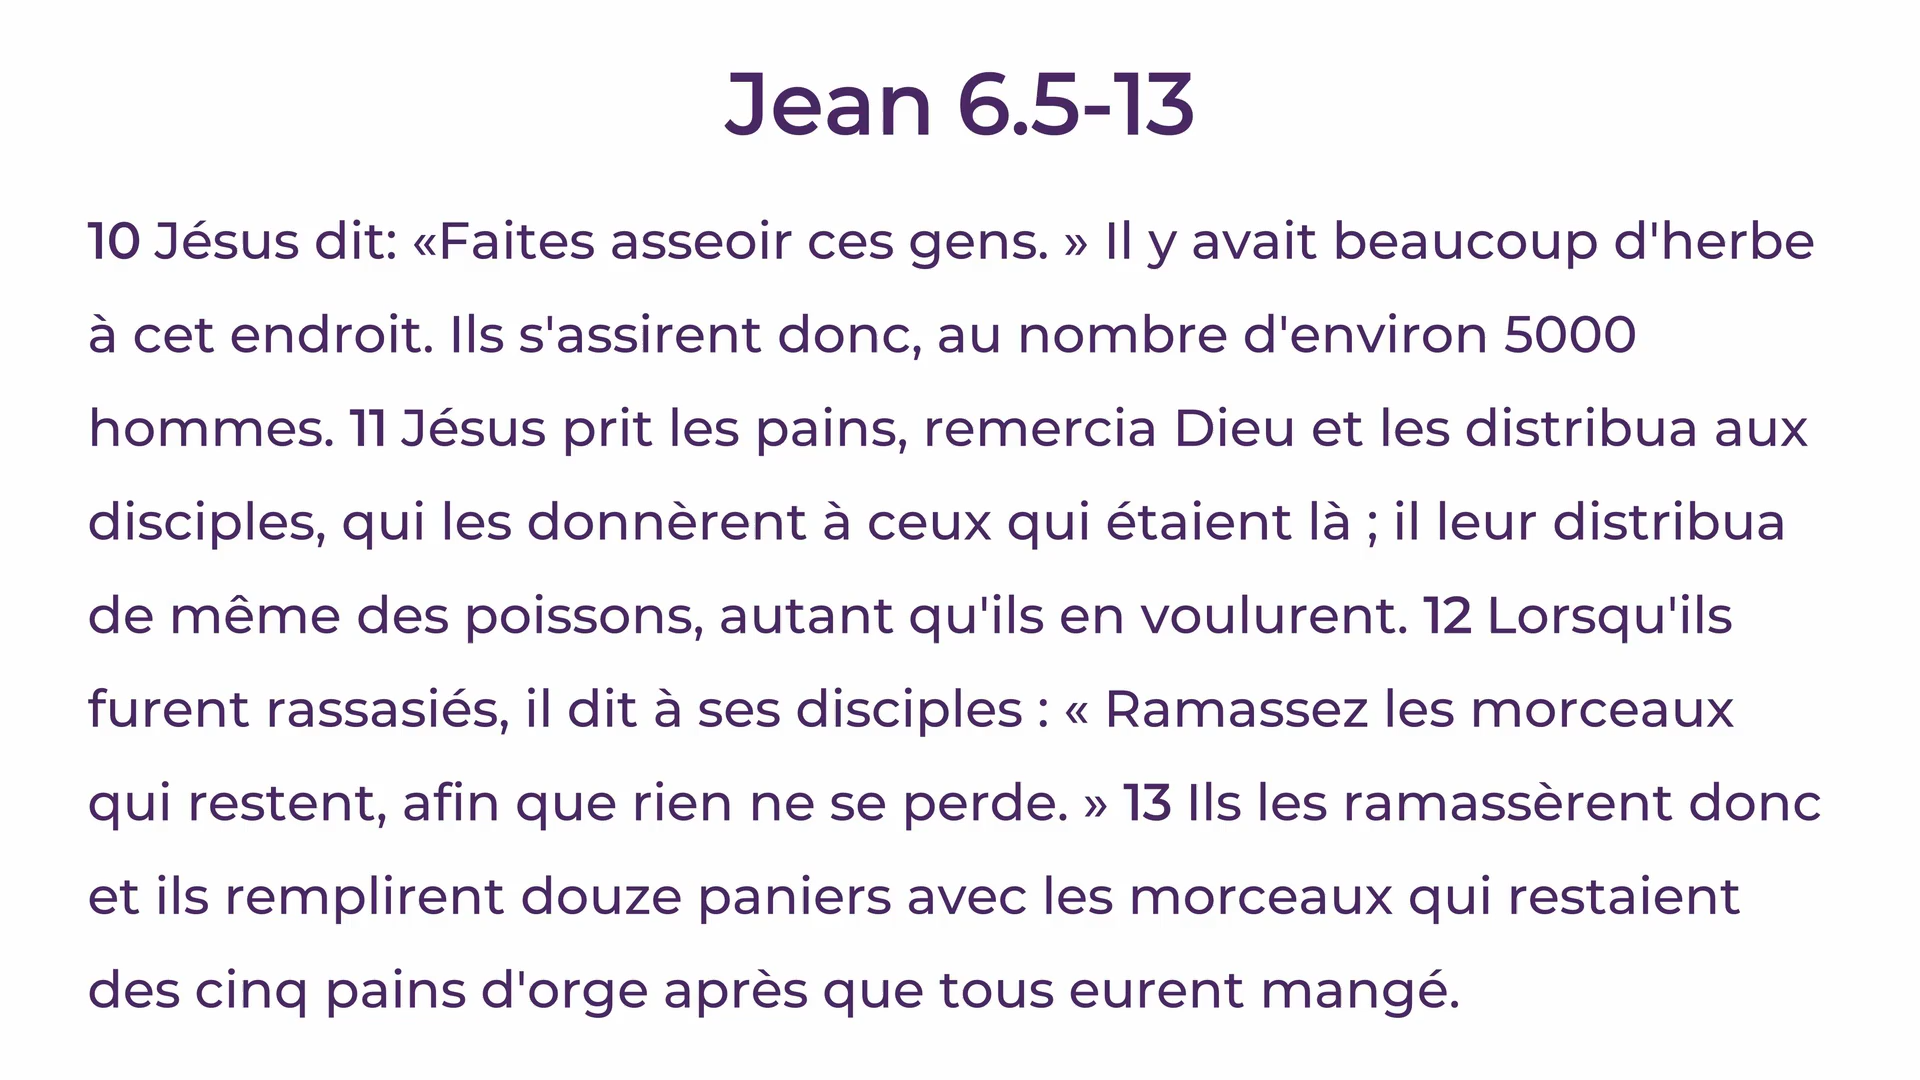 Jean 6.5-13
10 Jésus dit: «Faites asseoir ces gens. » Il y avait beaucoup d'herbe
à cet endroit. Ils s'assirent donc, au nombre d'environ 5000
hommes. 11 Jésus prit les pains, remercia Dieu et les distribua aux
disciples, qui les donnèrent à ceux qui étaient là ; il leur distribua
de même des poissons, autant qu'ils en voulurent. 12 Lorsqu'ils
furent rassasiés, il dit à ses disciples : « Ramassez les morceaux
qui restent, afin que rien ne se perde. » 13 Ils les ramassèrent donc
et ils remplirent douze paniers avec les morceaux qui restaient
des cinq pains d'orge après que tous eurent mangé.